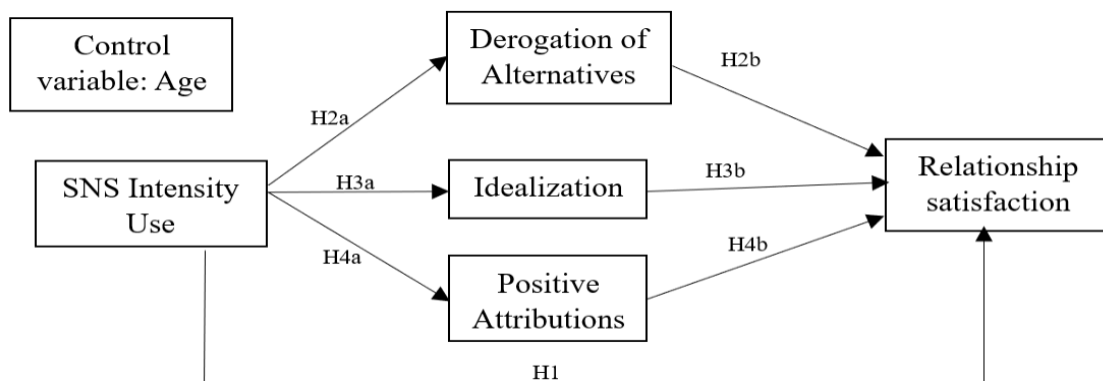 Control
variable: Age
Derogation of
Alternatives
H2a
H2b
SNS Intensity
Use
H3a
Idealization
H3b
Relationship
satisfaction
H4a
H4b
Positive
Attributions
H1